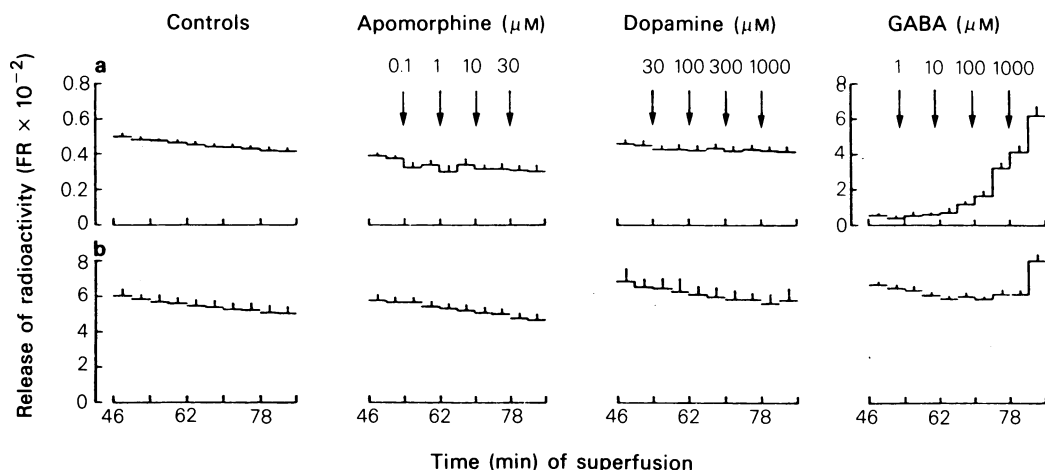 Controls
Apomorphine (μM)
Dopamine (μM)
GABA (μM)
a
0.1 1 10 30
30 100 300 1000
1 10 100 1000
0.8
0.6
0.4
0.2
0
8
6
4
2
0
46 62 78
b
8
6
4
2
0
46 62 78
46 62 78
46 62 78
46 62 78
Release of radioactivity (FR × 10⁻²)
Time (min) of superfusion